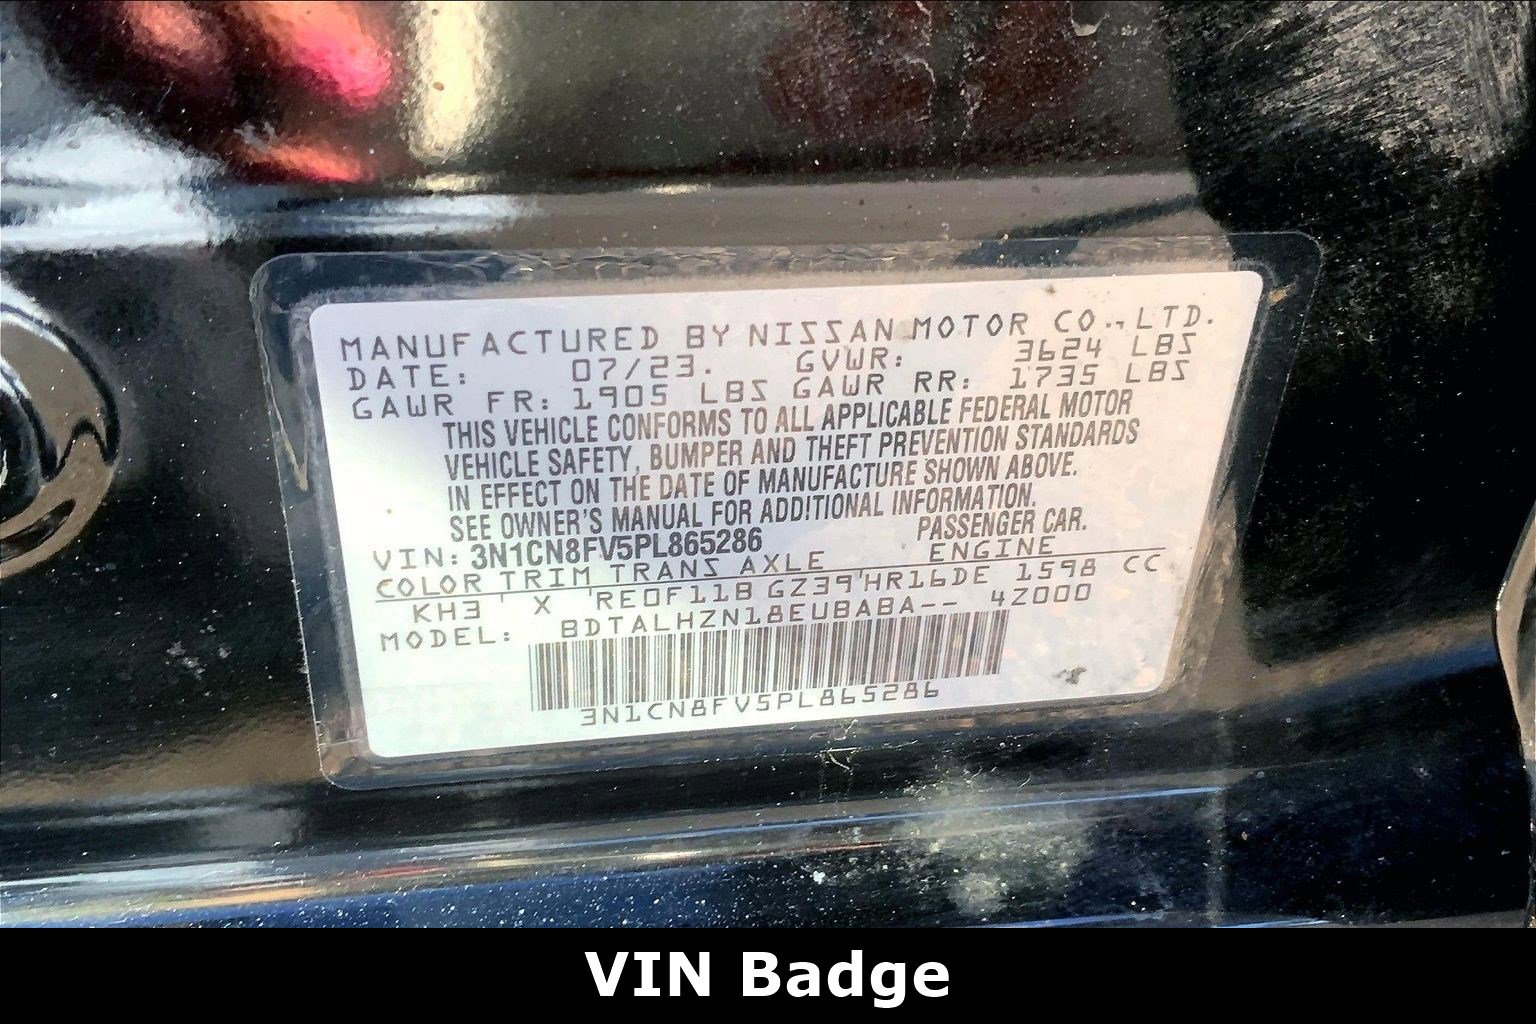 MANUFACTURED BY NISSAN MOTOR CO., LTD.
DATE: 07/23. GVWR: 3624 LBS
GAWR FR: 1905 LBS GAWR RR: 1735 LBS
THIS VEHICLE CONFORMS TO ALL APPLICABLE FEDERAL MOTOR
VEHICLE SAFETY, BUMPER AND THEFT PREVENTION STANDARDS
IN EFFECT ON THE DATE OF MANUFACTURE SHOWN ABOVE.
SEE OWNER'S MANUAL FOR ADDITIONAL INFORMATION.
VIN: 3N1CN8FV5PL865286 PASSENGER CAR.
COLOR TRIM TRANS AXLE ENGINE
KH3 X RE0F11B GZ39 HR16DE 1598 CC
MODEL: BDTALHZN18EUBABA-- 4Z000
3N1CN8FV5PL865286
VIN Badge